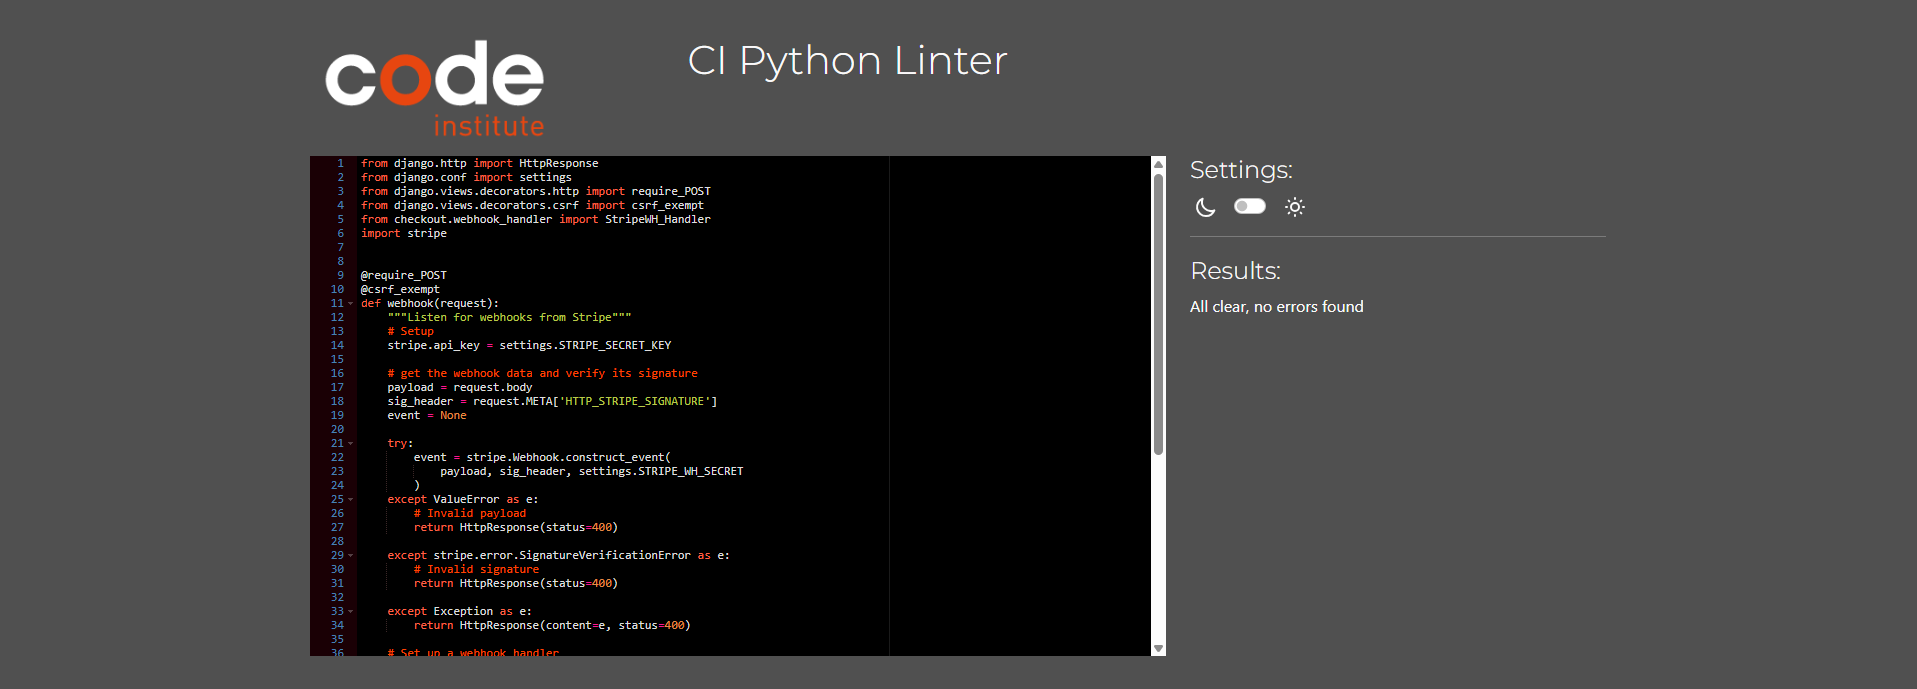 code
institute
CI Python Linter
1 from django.http import HttpResponse
2 from django.conf import settings
3 from django.views.decorators.http import require_POST
4 from django.views.decorators.csrf import csrf_exempt
5 from checkout.webhook_handler import StripeWH_Handler
6 import stripe
7
8
9 @require_POST
10 @csrf_exempt
11 def webhook(request):
12     """Listen for webhooks from Stripe"""
13     # Setup
14     stripe.api_key = settings.STRIPE_SECRET_KEY
15
16     # get the webhook data and verify its signature
17     payload = request.body
18     sig_header = request.META['HTTP_STRIPE_SIGNATURE']
19     event = None
20
21     try:
22         event = stripe.Webhook.construct_event(
23             payload, sig_header, settings.STRIPE_WH_SECRET
24         )
25     except ValueError as e:
26         # Invalid payload
27         return HttpResponse(status=400)
28
29     except stripe.error.SignatureVerificationError as e:
30         # Invalid signature
31         return HttpResponse(status=400)
32
33     except Exception as e:
34         return HttpResponse(content=e, status=400)
35
36     # Set up a webhook handler
Settings:
Results:
All clear, no errors found